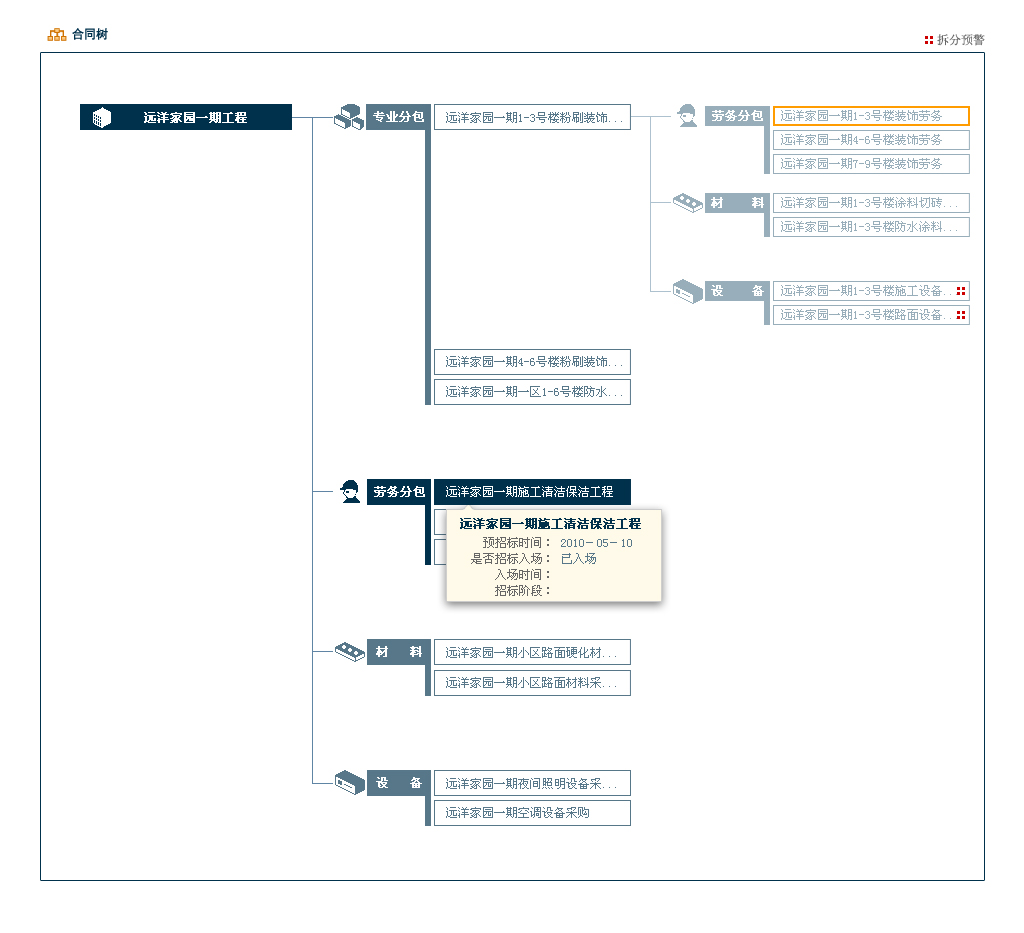 合同树
拆分预警
远洋家园一期工程
专业分包
远洋家园一期1-3号楼粉刷装饰...
劳务分包
远洋家园一期1-3号楼装饰劳务
远洋家园一期4-6号楼装饰劳务
远洋家园一期7-9号楼装饰劳务
材 料
远洋家园一期1-3号楼涂料切砖...
远洋家园一期1-3号楼防水涂料...
设 备
远洋家园一期1-3号楼施工设备..
远洋家园一期1-3号楼路面设备..
远洋家园一期4-6号楼粉刷装饰...
远洋家园一期一区1-6号楼防水...
劳务分包
远洋家园一期施工清洁保洁工程
远洋家园一期施工清洁保洁工程
预招标时间： 2010-05-10
是否招标入场： 已入场
入场时间：
招标阶段：
材 料
远洋家园一期小区路面硬化材...
远洋家园一期小区路面材料采...
设 备
远洋家园一期夜间照明设备采...
远洋家园一期空调设备采购